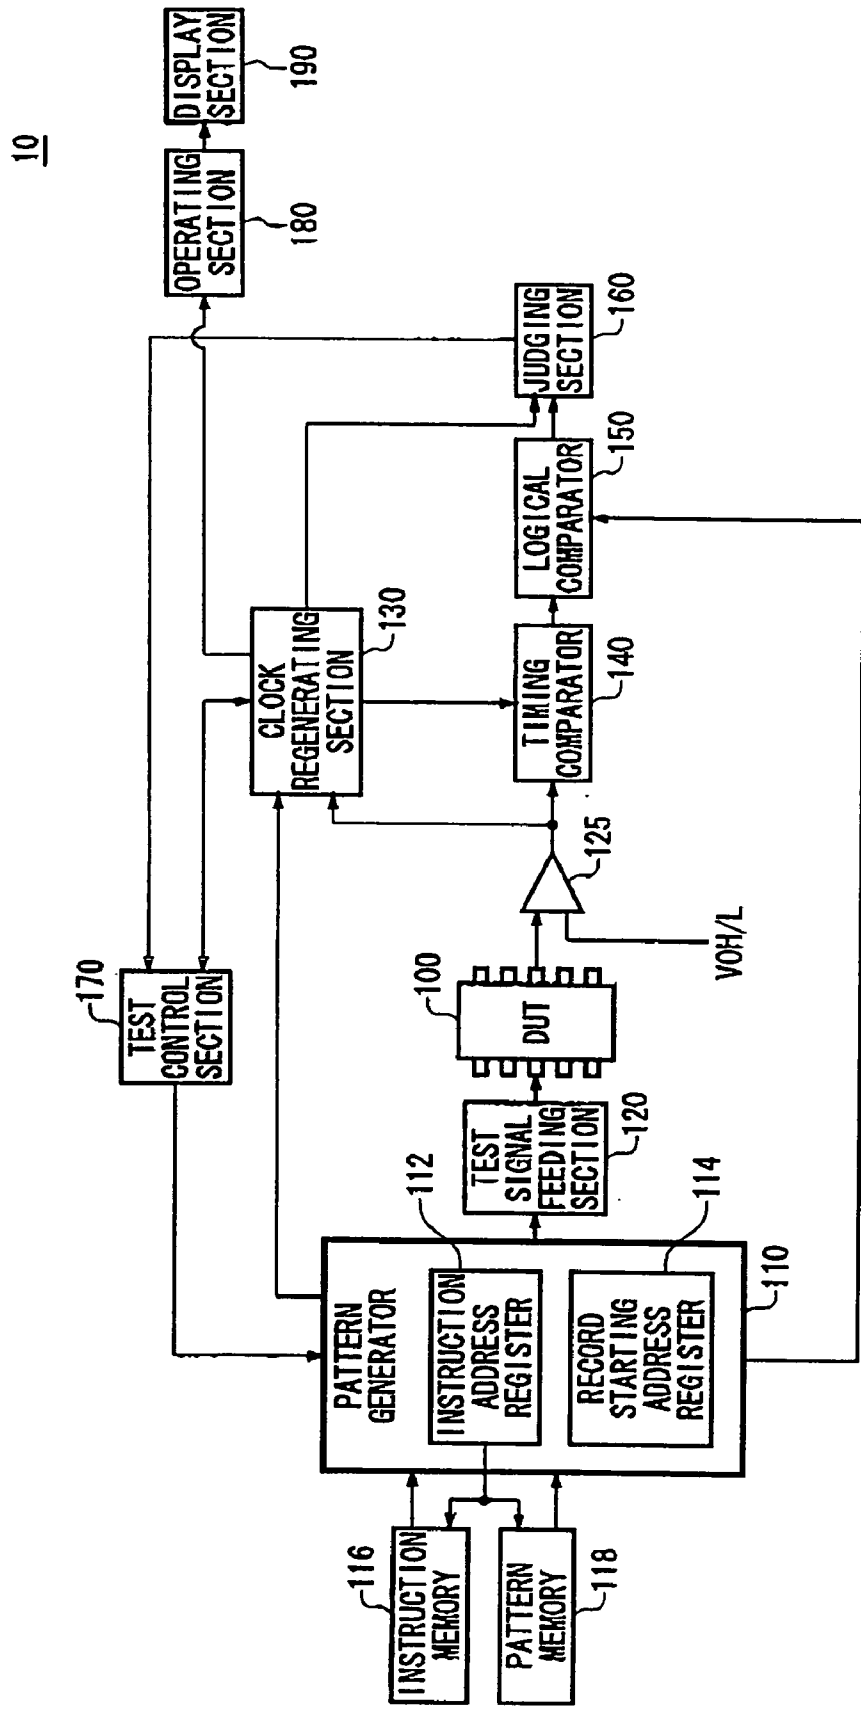 10
TEST
CONTROL
SECTION
170
CLOCK
REGENERATING
SECTION
130
OPERATING
SECTION
180
DISPLAY
SECTION
190
INSTRUCTION
MEMORY
116
PATTERN
MEMORY
118
PATTERN
GENERATOR
INSTRUCTION
ADDRESS
REGISTER
112
RECORD
STARTING
ADDRESS
REGISTER
114
110
TEST
SIGNAL
FEEDING
SECTION
120
DUT
100
VOH/L
125
TIMING
COMPARATOR
140
LOGICAL
COMPARATOR
150
JUDGING
SECTION
160